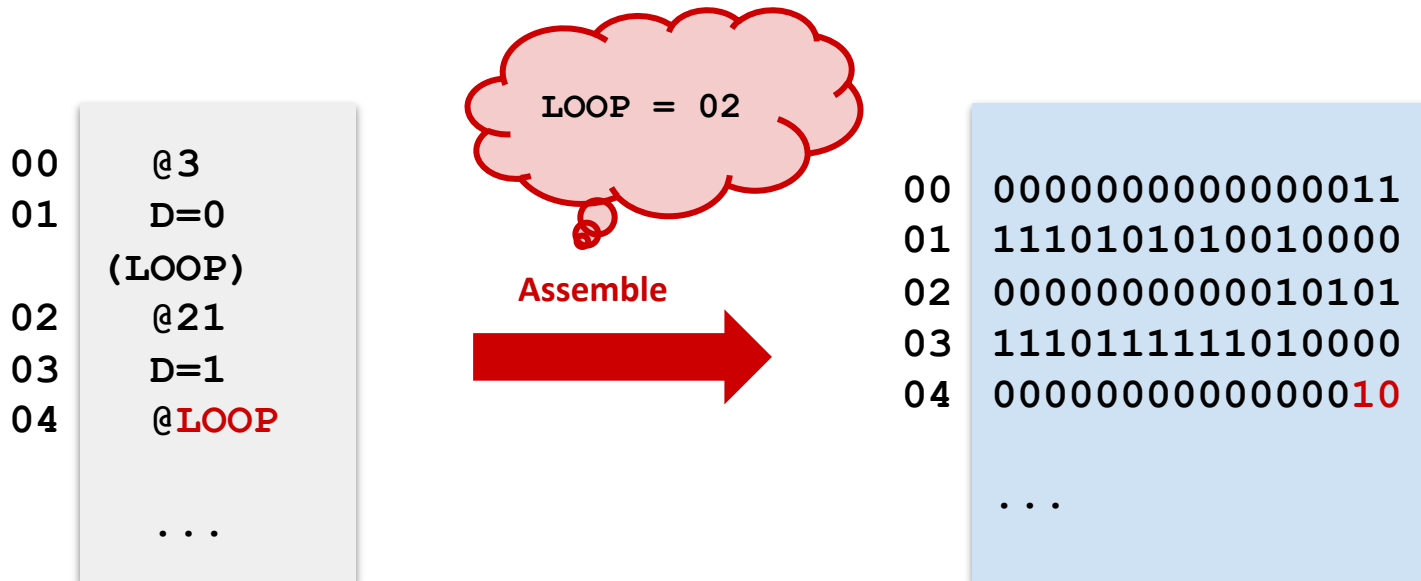 LOOP = 02
00 @3
01 D=0
(LOOP)
02 @21
03 D=1
04 @LOOP
...
Assemble
00 0000000000000011
01 1110101010010000
02 0000000000010101
03 1110111111010000
04 0000000000000010
...